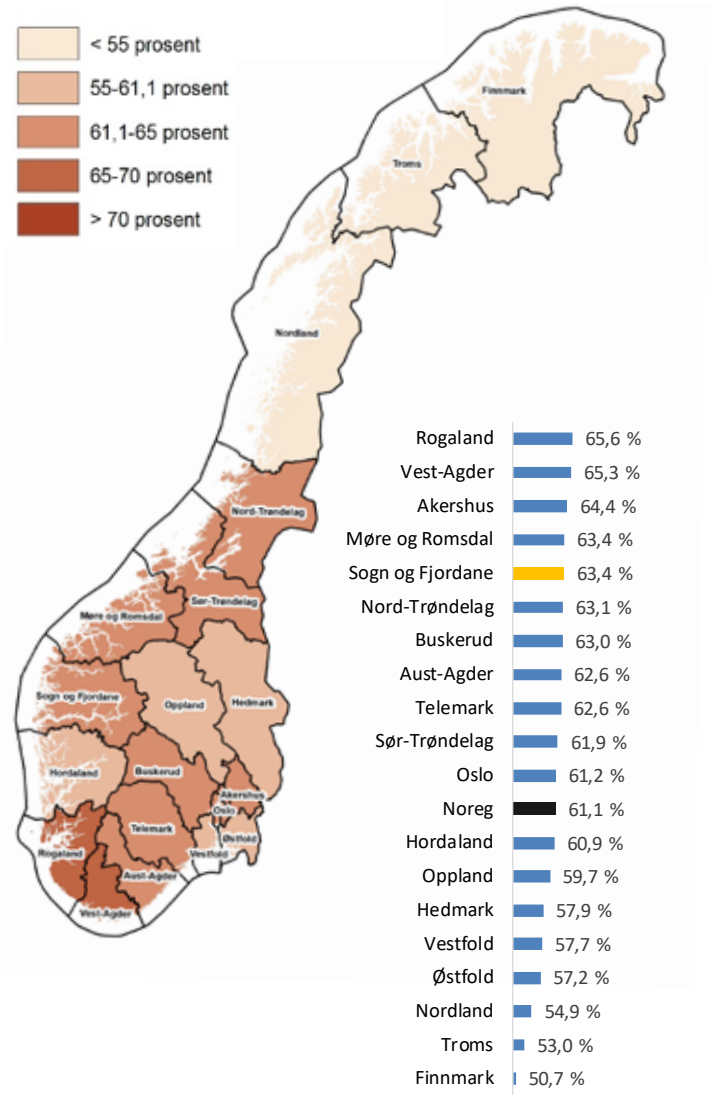 < 55 prosent
55-61,1 prosent
61,1-65 prosent
65-70 prosent
> 70 prosent
Finnmark
Troms
Nordland
Nord-Trøndelag
Sør-Trøndelag
Møre og Romsdal
Sogn og Fjordane
Oppland
Hedmark
Hordaland
Buskerud
Akershus
Oslo
Telemark
Østfold
Vestfold
Rogaland
Aust-Agder
Vest-Agder
Rogaland 65,6 %
Vest-Agder 65,3 %
Akershus 64,4 %
Møre og Romsdal 63,4 %
Sogn og Fjordane 63,4 %
Nord-Trøndelag 63,1 %
Buskerud 63,0 %
Aust-Agder 62,6 %
Telemark 62,6 %
Sør-Trøndelag 61,9 %
Oslo 61,2 %
Noreg 61,1 %
Hordaland 60,9 %
Oppland 59,7 %
Hedmark 57,9 %
Vestfold 57,7 %
Østfold 57,2 %
Nordland 54,9 %
Troms 53,0 %
Finnmark 50,7 %